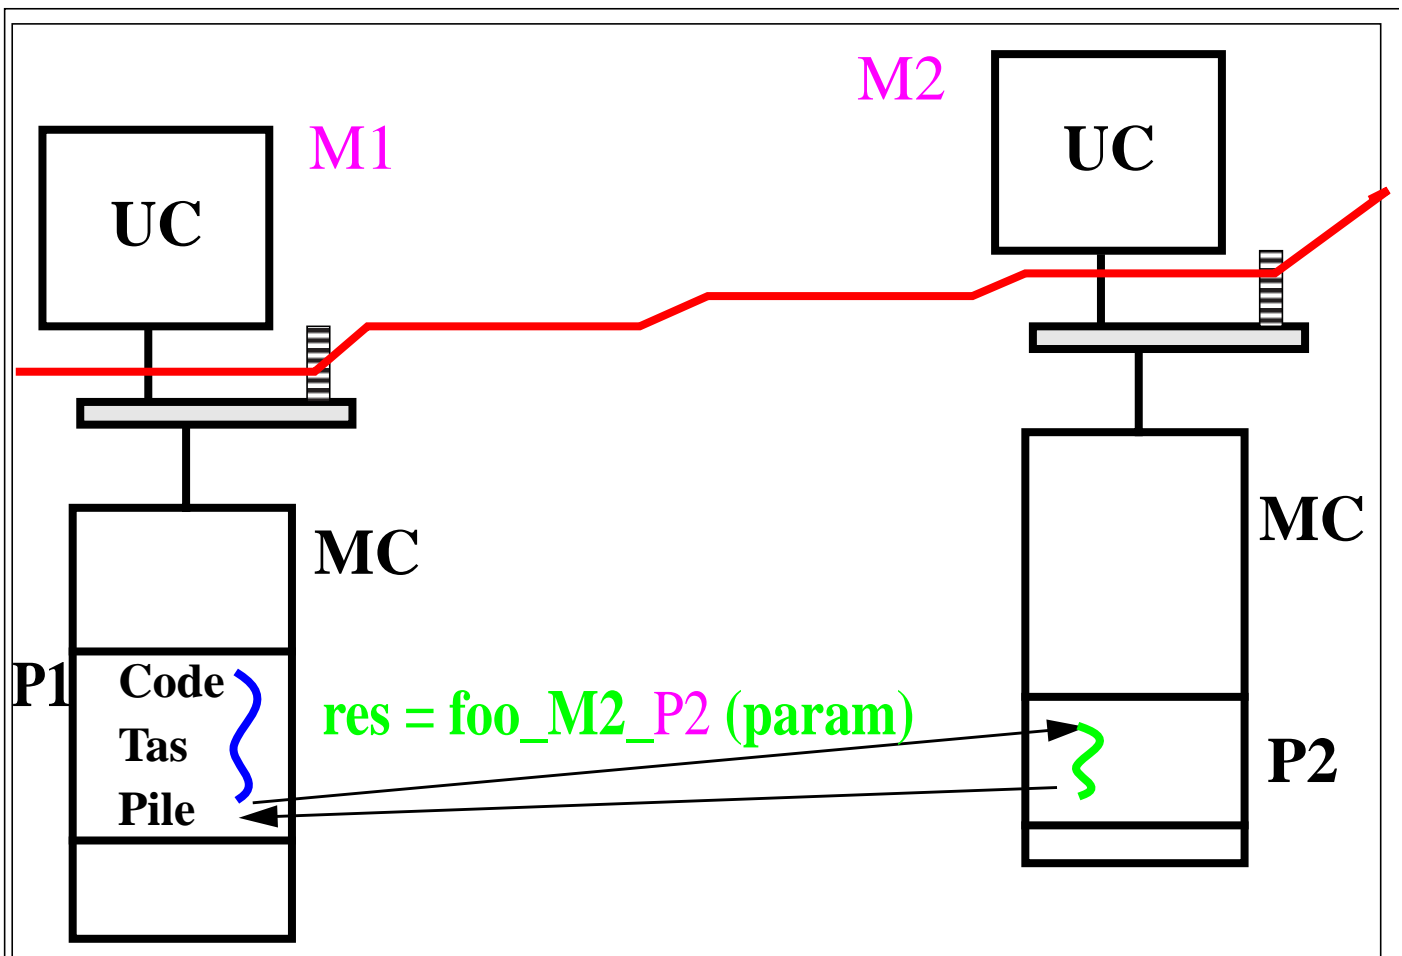 M2
UC
M1
UC
MC
MC
P1
Code
res = foo_M2_P2 (param)
Tas
P2
Pile